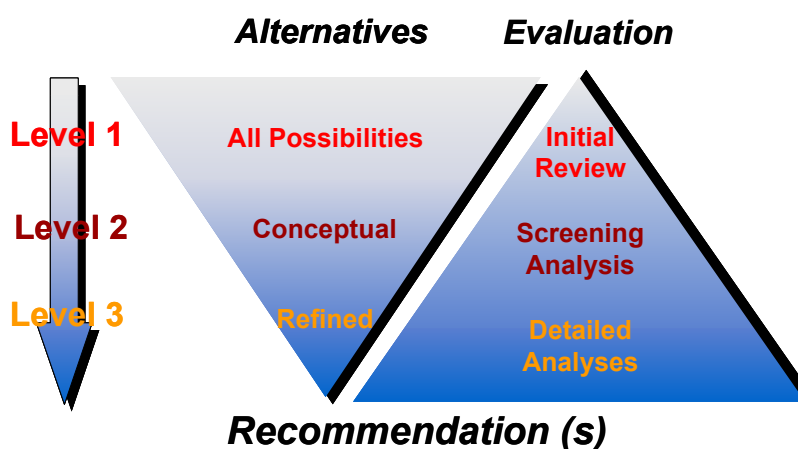 Alternatives Evaluation
Level 1 All Possibilities Initial
Review
Level 2 Conceptual Screening
Analysis
Level 3 Refined Detailed
Analyses
Recommendation (s)